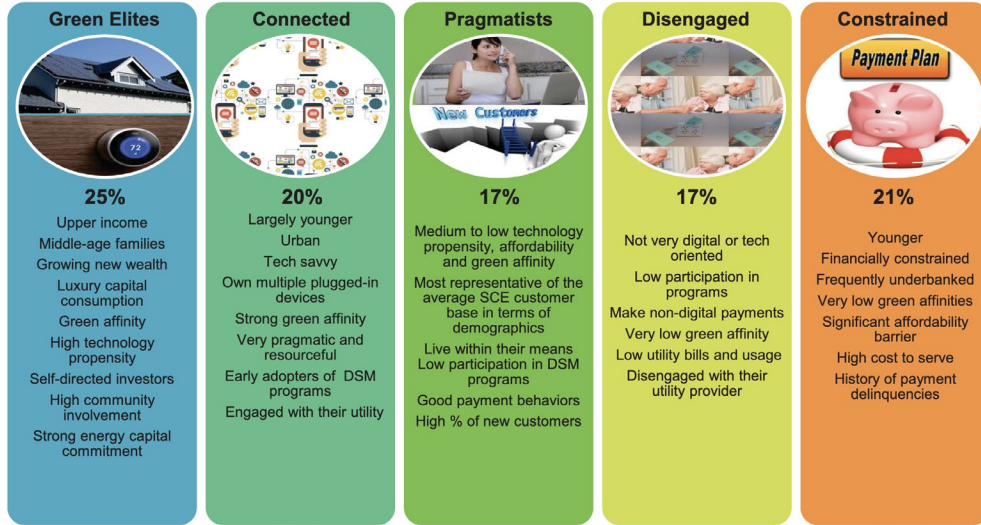 Green Elites
72
25%
Upper income
Middle-age families
Growing new wealth
Luxury capital
consumption
Green affinity
High technology
propensity
Self-directed investors
High community
involvement
Strong energy capital
commitment
Connected
20%
Largely younger
Urban
Tech savvy
Own multiple plugged-in
devices
Strong green affinity
Very pragmatic and
resourceful
Early adopters of DSM
programs
Engaged with their utility
Pragmatists
New Customers
17%
Medium to low technology
propensity, affordability
and green affinity
Most representative of the
average SCE customer
base in terms of
demographics
Live within their means
Low participation in DSM
programs
Good payment behaviors
High % of new customers
Disengaged
17%
Not very digital or tech
oriented
Low participation in
programs
Make non-digital payments
Very low green affinity
Low utility bills and usage
Disengaged with their
utility provider
Constrained
Payment Plan
21%
Younger
Financially constrained
Frequently underbanked
Very low green affinities
Significant affordability
barrier
High cost to serve
History of payment
delinquencies